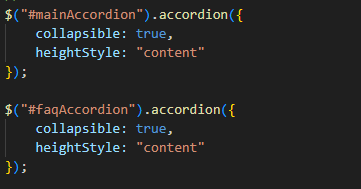 $("#mainAccordion").accordion({
    collapsible: true,
    heightStyle: "content"
});

$("#faqAccordion").accordion({
    collapsible: true,
    heightStyle: "content"
});